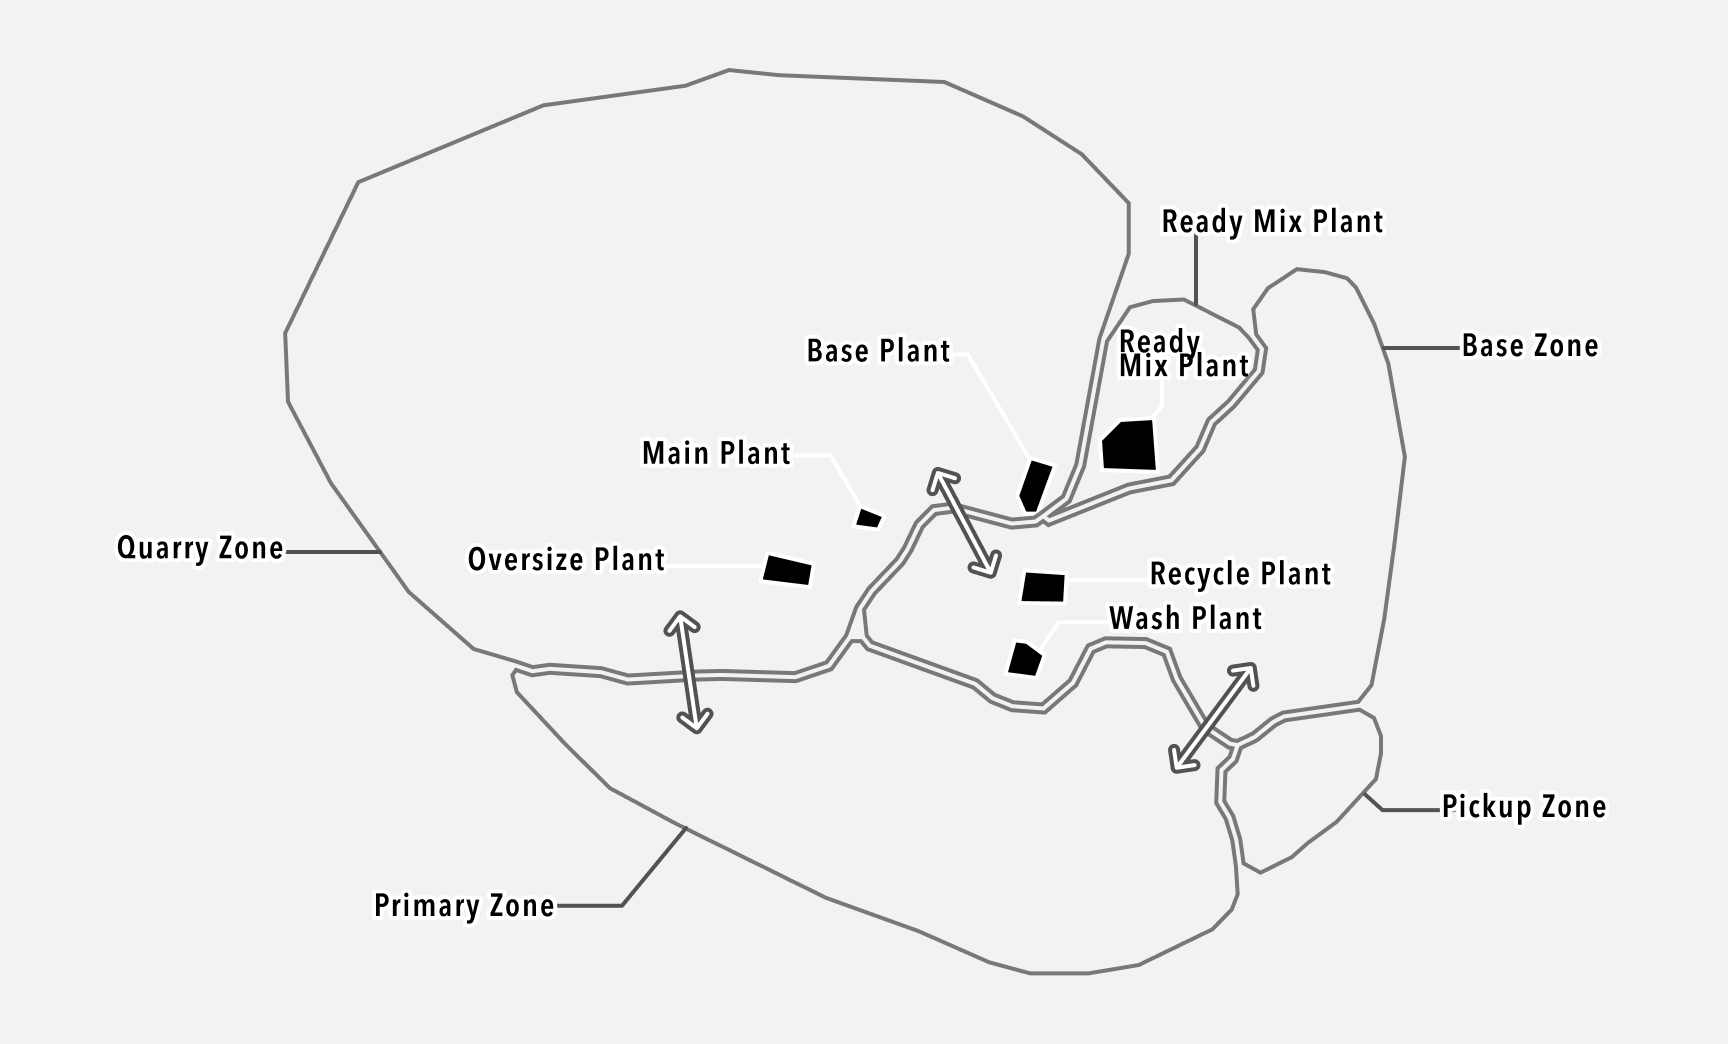 Ready Mix Plant
Ready
Mix Plant
Base Plant
Base Zone
Main Plant
Quarry Zone
Oversize Plant
Recycle Plant
Wash Plant
Pickup Zone
Primary Zone